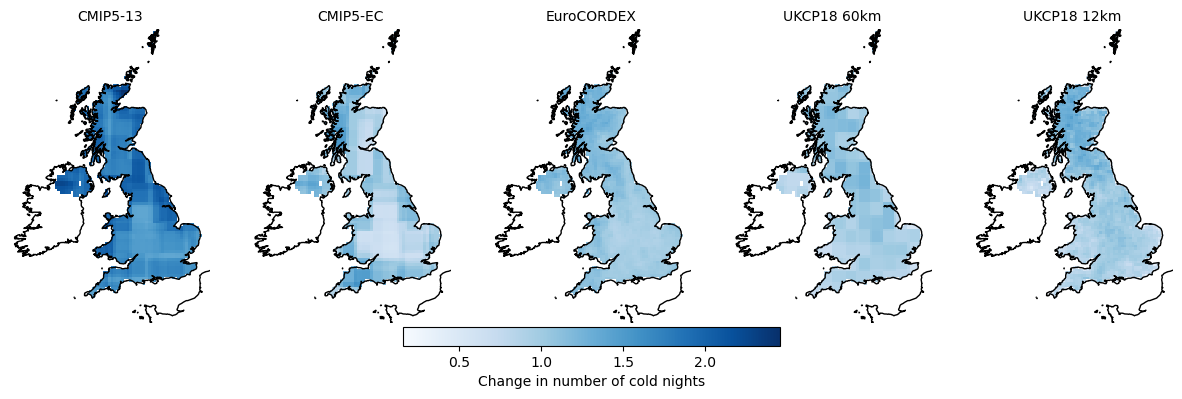 CMIP5-13 CMIP5-EC EuroCORDEX UKCP18 60km UKCP18 12km
0.5 1.0 1.5 2.0
Change in number of cold nights